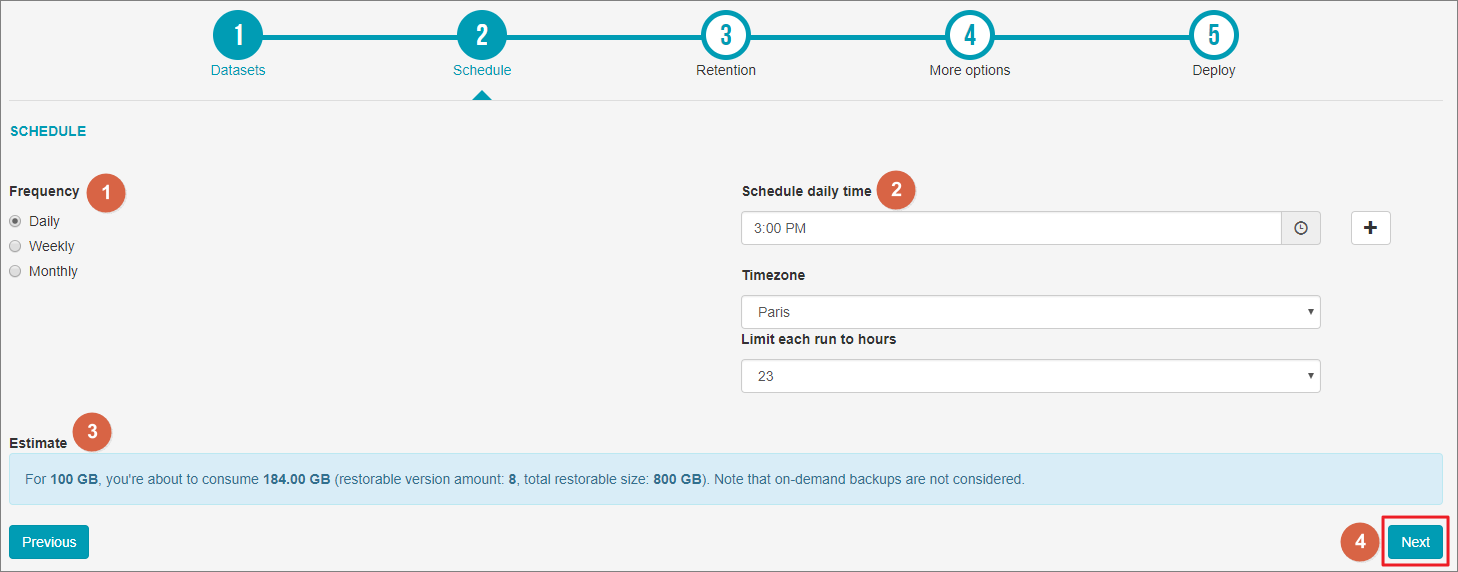 1 2 3 4 5
Datasets Schedule Retention More options Deploy
SCHEDULE
Frequency 1
Daily
Weekly
Monthly
Schedule daily time 2
3:00 PM
Timezone
Paris
Limit each run to hours
23
Estimate 3
For 100 GB, you're about to consume 184.00 GB (restorable version amount: 8, total restorable size: 800 GB). Note that on-demand backups are not considered.
Previous 4 Next